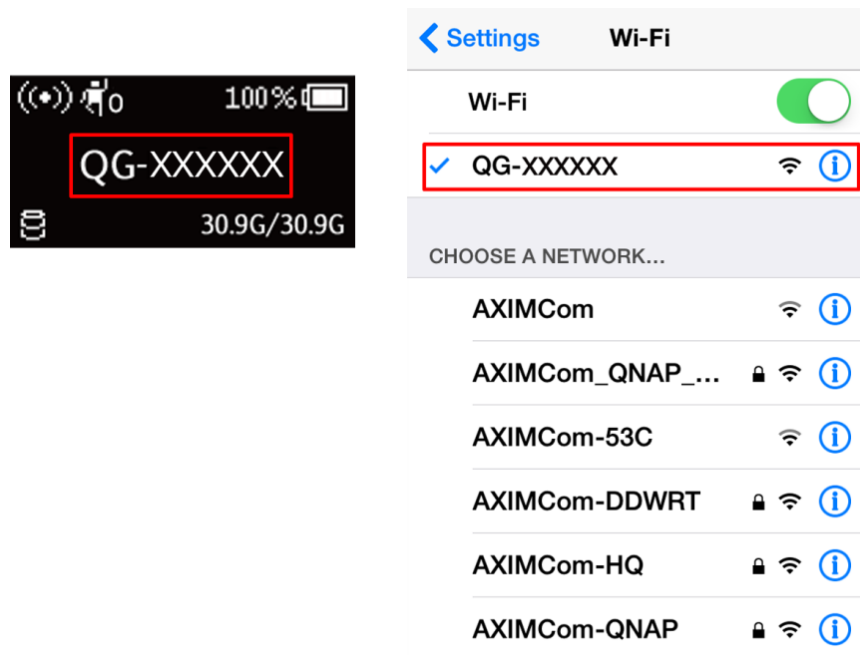 0 100%
QG-XXXXXX
30.9G/30.9G
Settings Wi-Fi
Wi-Fi
QG-XXXXXX
CHOOSE A NETWORK...
AXIMCom
AXIMCom_QNAP_...
AXIMCom-53C
AXIMCom-DDWRT
AXIMCom-HQ
AXIMCom-QNAP